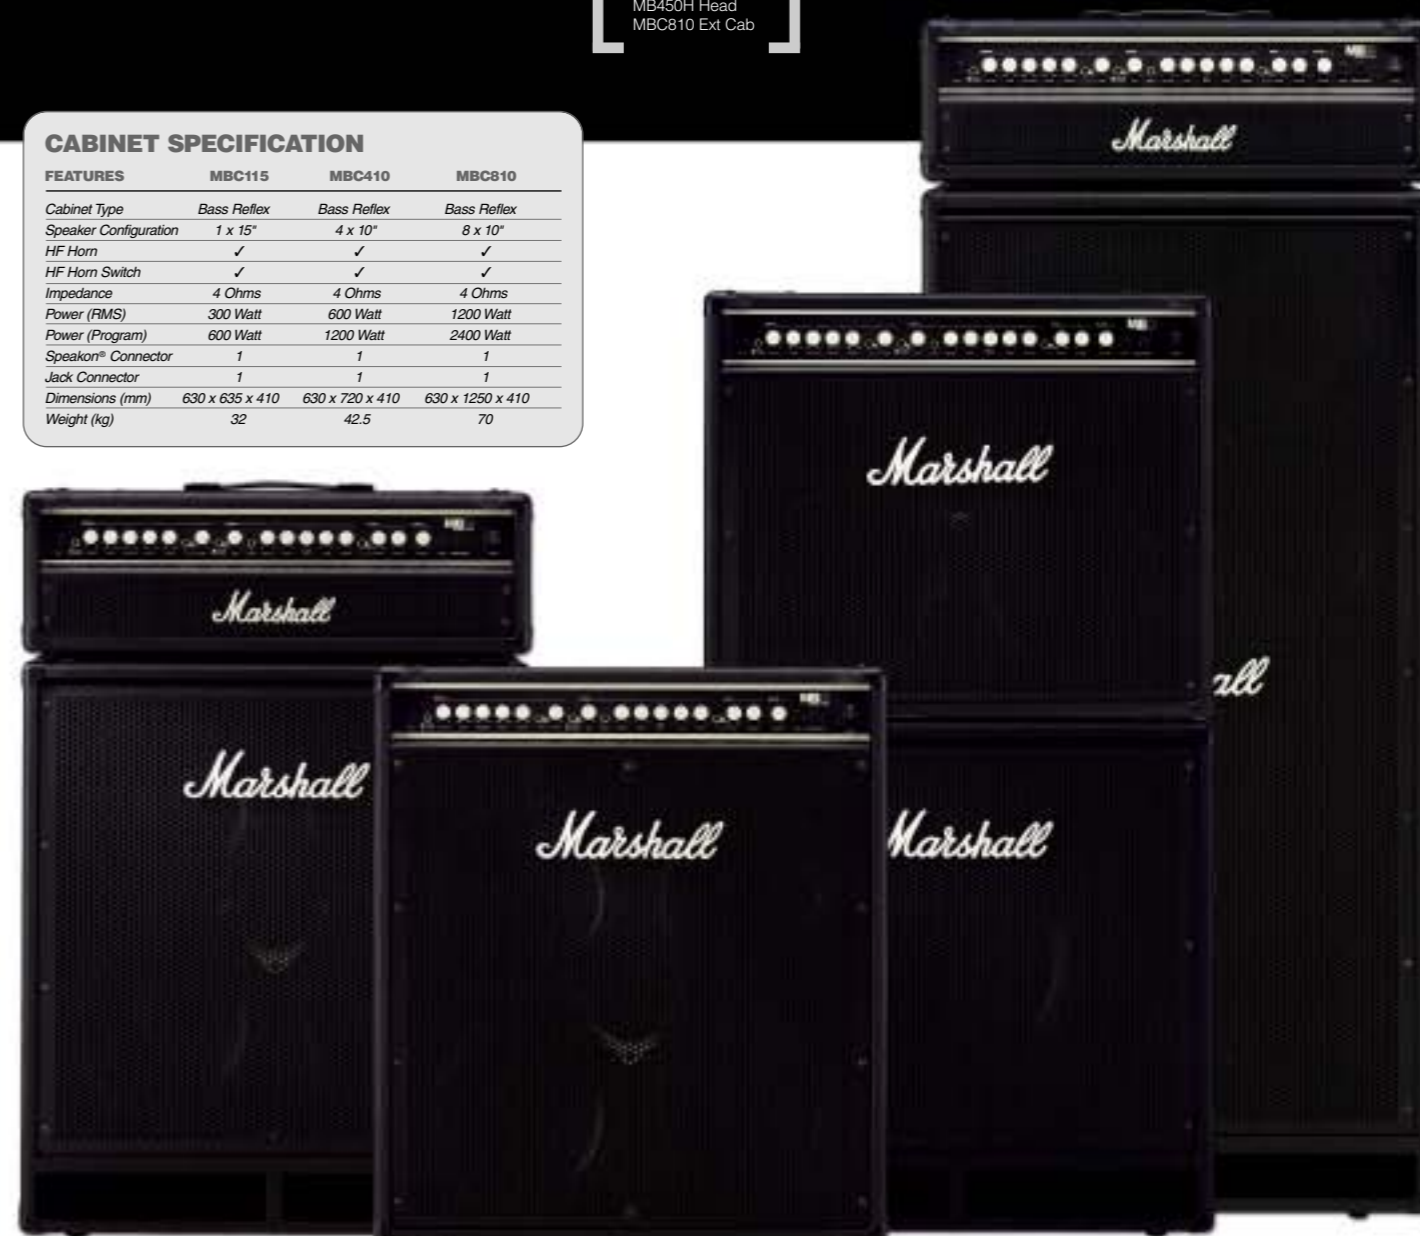 MB450H Head
MBC810 Ext Cab
CABINET SPECIFICATION
FEATURES MBC115 MBC410 MBC810
Cabinet Type Bass Reflex Bass Reflex Bass Reflex
Speaker Configuration 1 x 15" 4 x 10" 8 x 10"
HF Horn ✓ ✓ ✓
HF Horn Switch ✓ ✓ ✓
Impedance 4 Ohms 4 Ohms 4 Ohms
Power (RMS) 300 Watt 600 Watt 1200 Watt
Power (Program) 600 Watt 1200 Watt 2400 Watt
Speakon® Connector 1 1 1
Jack Connector 1 1 1
Dimensions (mm) 630 x 635 x 410 630 x 720 x 410 630 x 1250 x 410
Weight (kg) 32 42.5 70
Marshall
Marshall
Marshall
all
Marshall
Marshall
Marshall